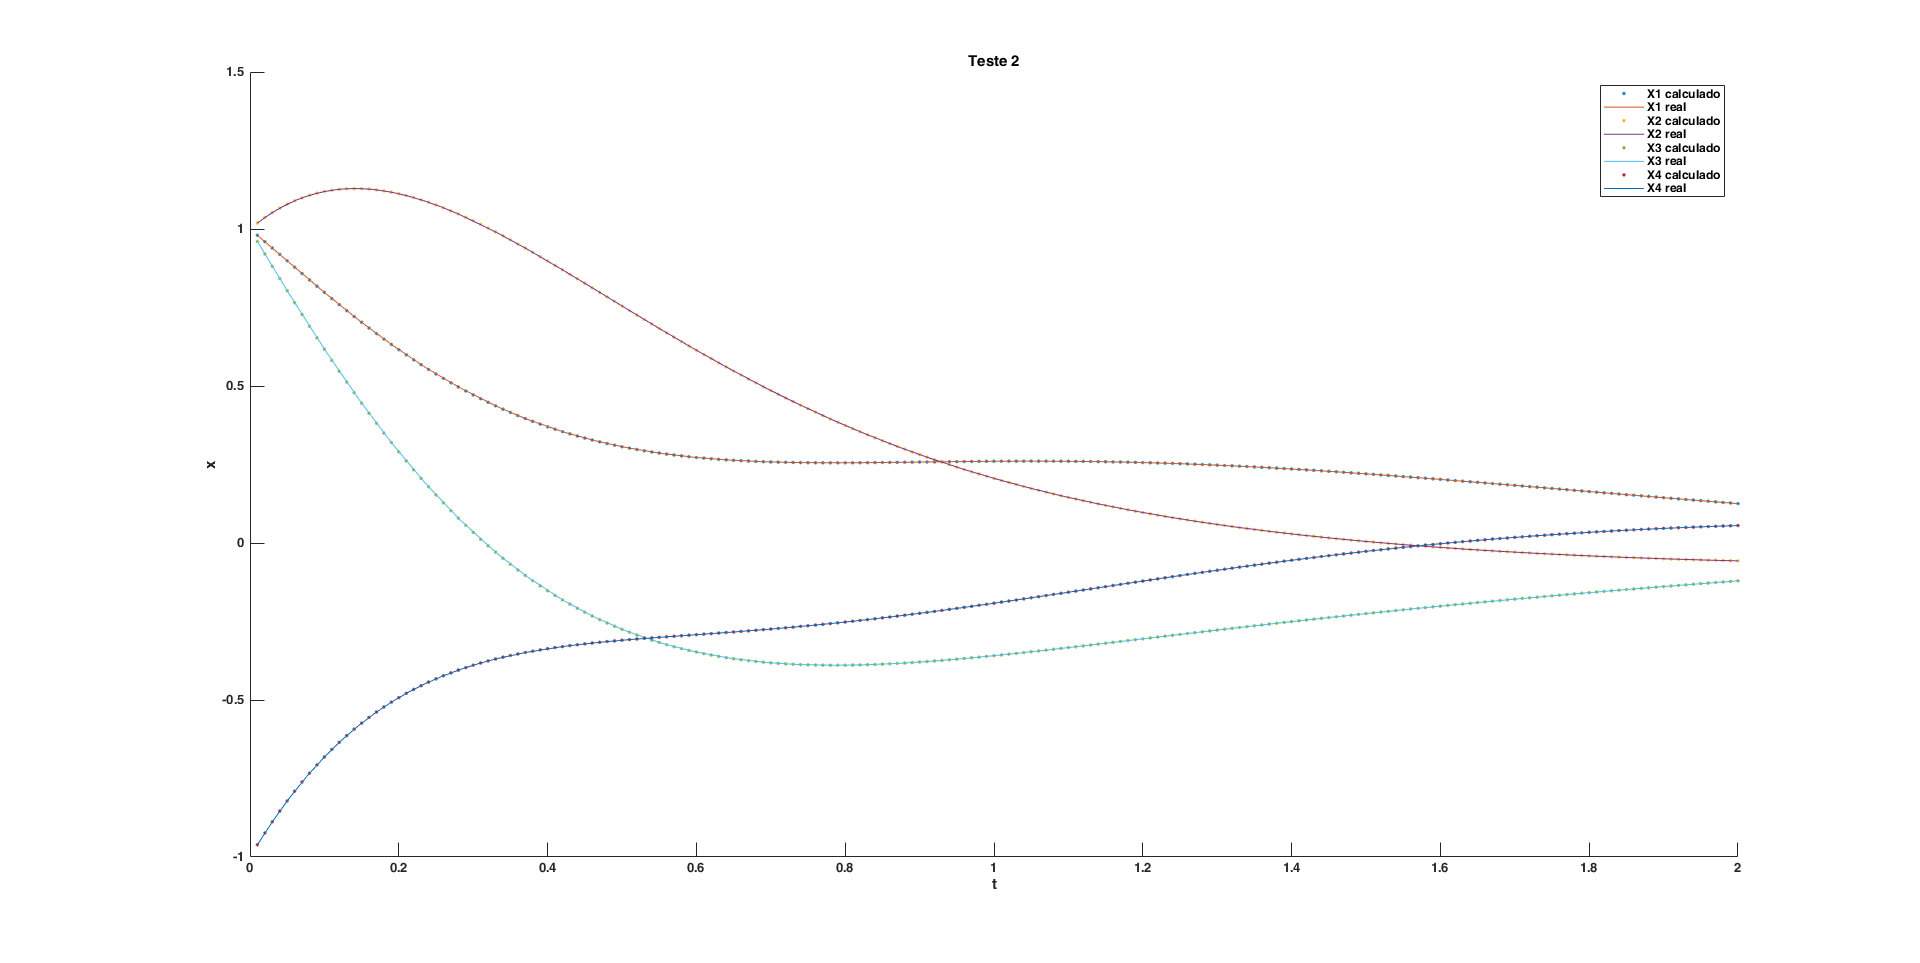 Teste 2
1.5
1
0.5
0
-0.5
-1
x
0 0.2 0.4 0.6 0.8 1 1.2 1.4 1.6 1.8 2
t
X1 calculado
X1 real
X2 calculado
X2 real
X3 calculado
X3 real
X4 calculado
X4 real